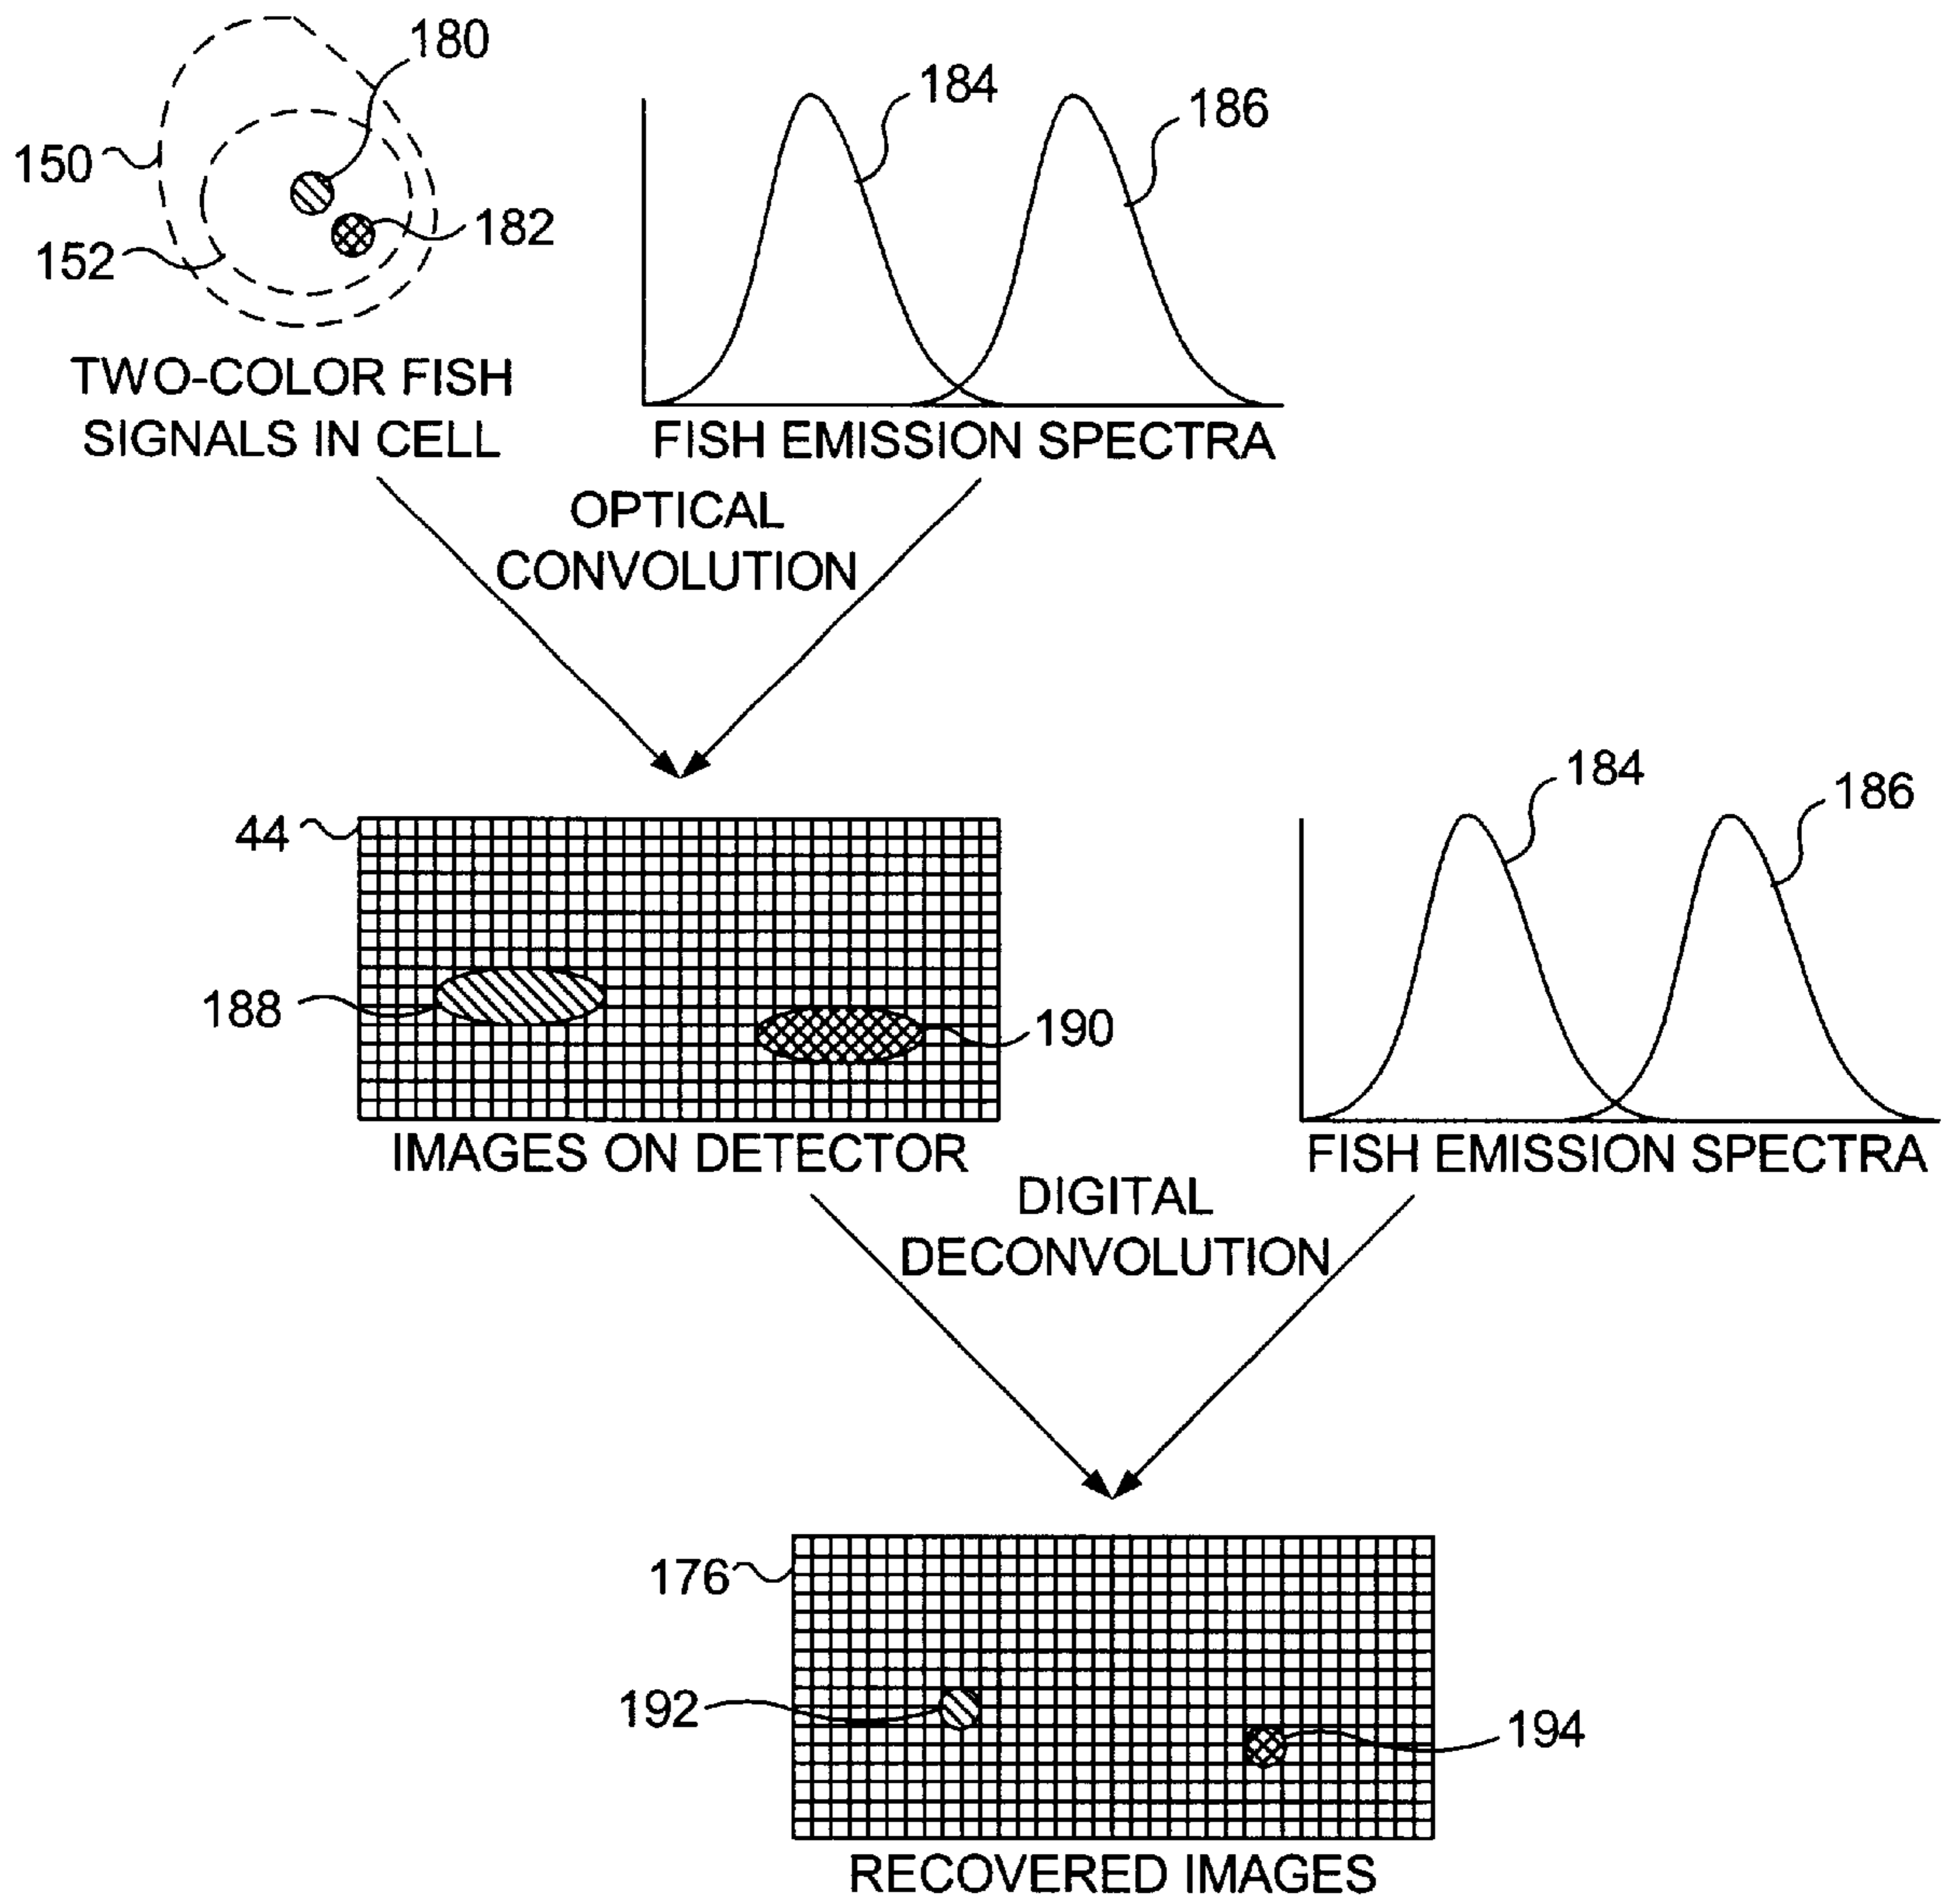 180
150
152
182
TWO-COLOR FISH
SIGNALS IN CELL
184
186
FISH EMISSION SPECTRA
OPTICAL
CONVOLUTION
44
188
190
IMAGES ON DETECTOR
184
186
FISH EMISSION SPECTRA
DIGITAL
DECONVOLUTION
176
192
194
RECOVERED IMAGES